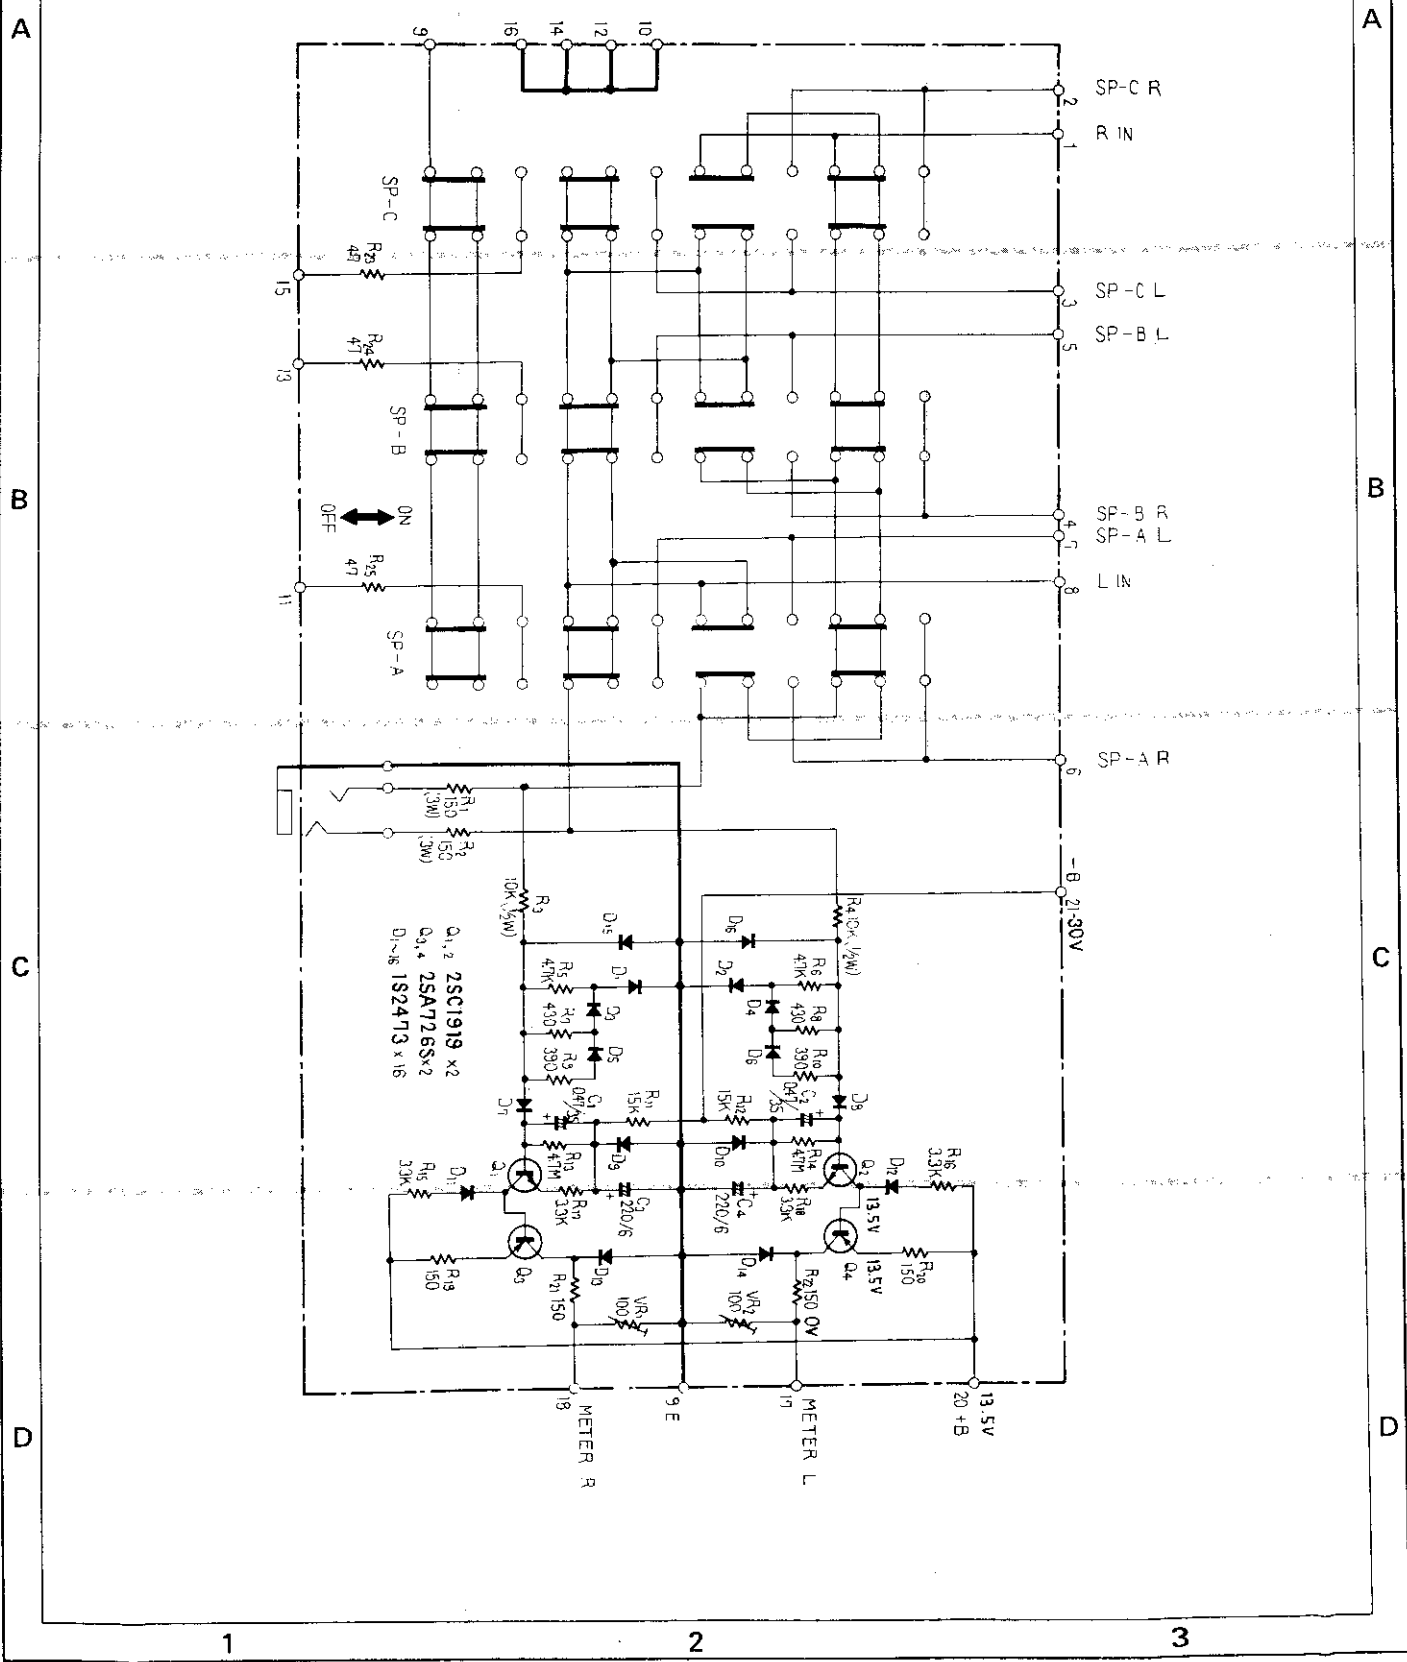 A
A
9
16
14
12
10
2
SP-C R
1
R IN
SP-C
R23
47
15
3
SP-C L
5
SP-B L
R24
47
13
SP-B
B
B
ON
OFF
4
SP-B R
7
SP-A L
R25
47
11
8
L IN
SP-A
6
SP-A R
R1
150
(3W)
R2
150
(3W)
-B
21-30V
R3
10K(½W)
R4 10K(½W)
D15
D16
Q1,2 2SC1919 ×2
Q3,4 2SA726S×2
D1~16 1S2473 ×16
C
C
R5
4.7K
D1
D2
R6
4.7K
R7
430
D3
D4
R8
430
R9
390
D5
D6
R10
390
D7
C1
0.47/35
R11
15K
R12
15K
C2
0.47/35
D8
R13
4.7M
D9
D10
R14
4.7M
Q1
Q2
R15
3.3K
D11
R17
3.3K
C3
220/6
C4
220/6
R18
3.3K
13.5V
D12
R16
3.3K
R19
150
Q3
D13
D14
Q4
13.5V
R20
150
R21 150
VR1
100
VR2
100
R22 150
0V
18
METER R
9 E
17
METER L
20 +B
13.5V
D
D
1
2
3